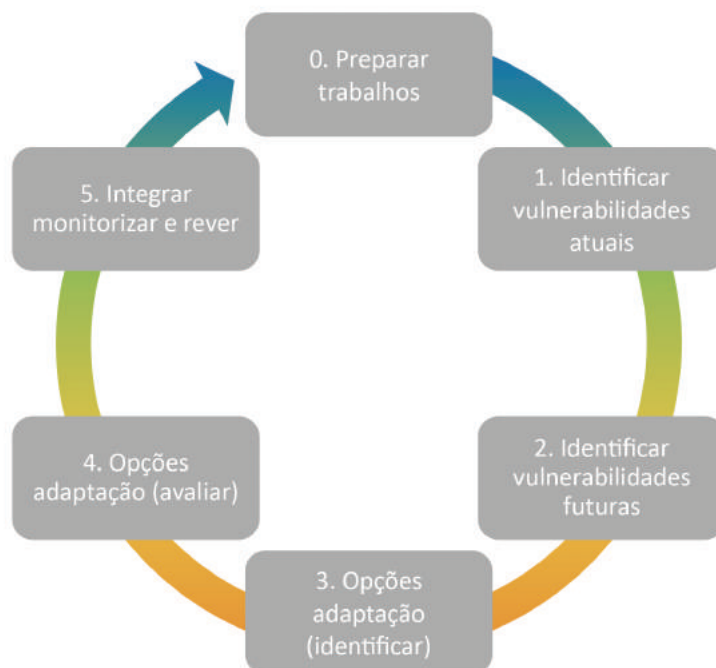 0. Preparar
trabalhos
1. Identificar
vulnerabilidades
atuais
2. Identificar
vulnerabilidades
futuras
3. Opções
adaptação
(identificar)
4. Opções
adaptação (avaliar)
5. Integrar
monitorizar e rever